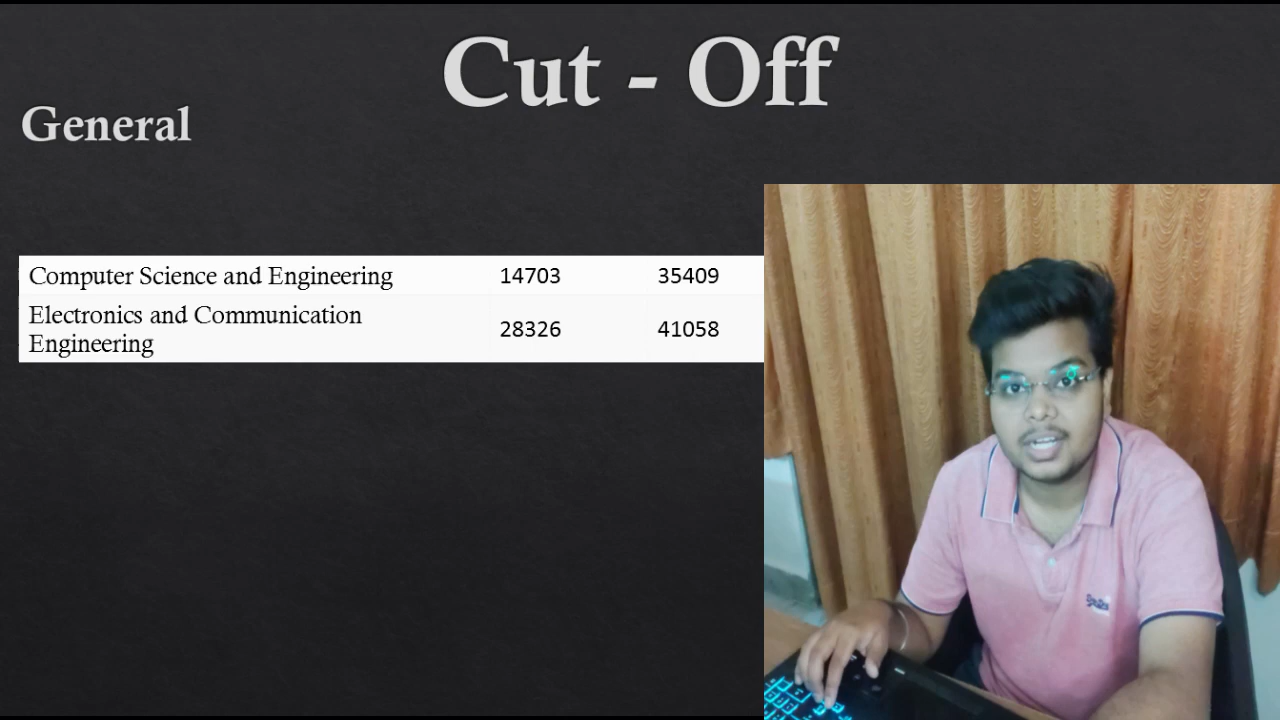 Cut - Off
General
Computer Science and Engineering 14703 35409
Electronics and Communication
Engineering 28326 41058